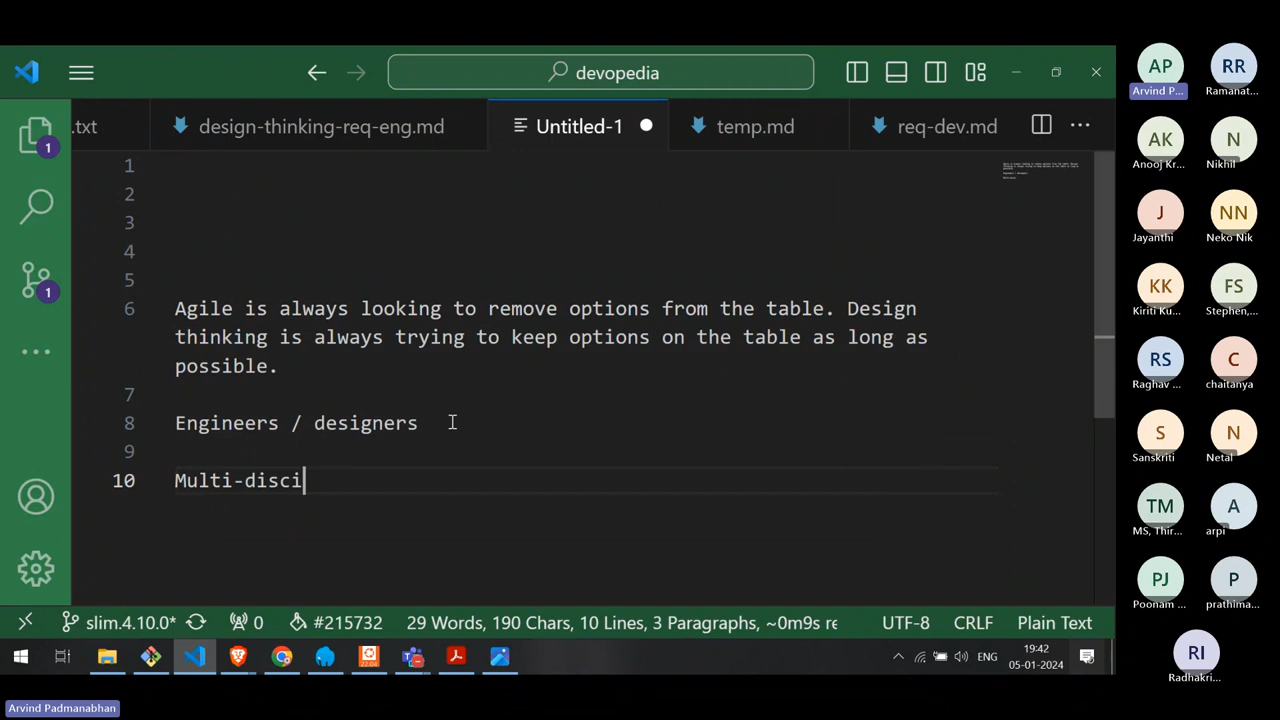 devopedia
.txt
design-thinking-req-eng.md
Untitled-1
temp.md
req-dev.md
1
1
1
2
3
4
5
6 Agile is always looking to remove options from the table. Design
thinking is always trying to keep options on the table as long as
possible.
7
8 Engineers / designers
9
10 Multi-disci
slim.4.10.0* 0 #215732 29 Words, 190 Chars, 10 Lines, 3 Paragraphs, ~0m9s re UTF-8 CRLF Plain Text
22.04
ENG
19:42
05-01-2024
AP
Arvind P...
RR
Ramanat...
AK
Anooj Kr...
N
Nikhil
J
Jayanthi
NN
Neko Nik
KK
Kiriti Ku...
FS
Stephen,...
RS
Raghav ...
C
chaitanya
S
Sanskriti
N
Netal
TM
MS, Thir...
A
arpi
PJ
Poonam ...
P
prathima...
RI
Radhakri...
Arvind Padmanabhan